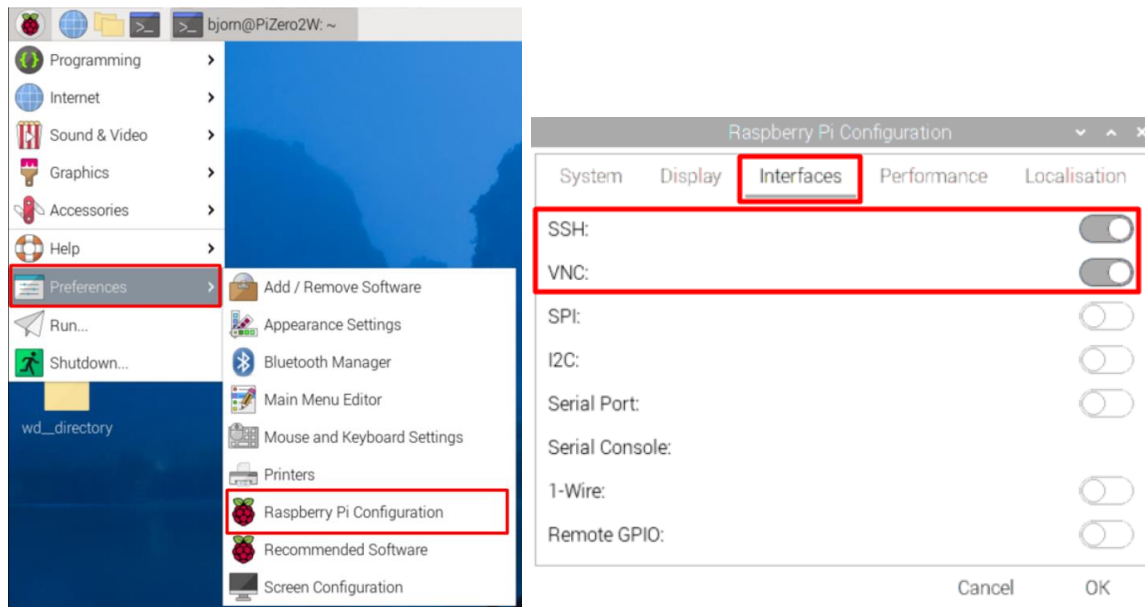 bjorn@PiZero2W: ~
Programming
Internet
Sound & Video
Graphics
Accessories
Help
Preferences
Run...
Shutdown...
wd_directory
Add / Remove Software
Appearance Settings
Bluetooth Manager
Main Menu Editor
Mouse and Keyboard Settings
Printers
Raspberry Pi Configuration
Recommended Software
Screen Configuration
Raspberry Pi Configuration
System Display Interfaces Performance Localisation
SSH:
VNC:
SPI:
I2C:
Serial Port:
Serial Console:
1-Wire:
Remote GPIO:
Cancel OK